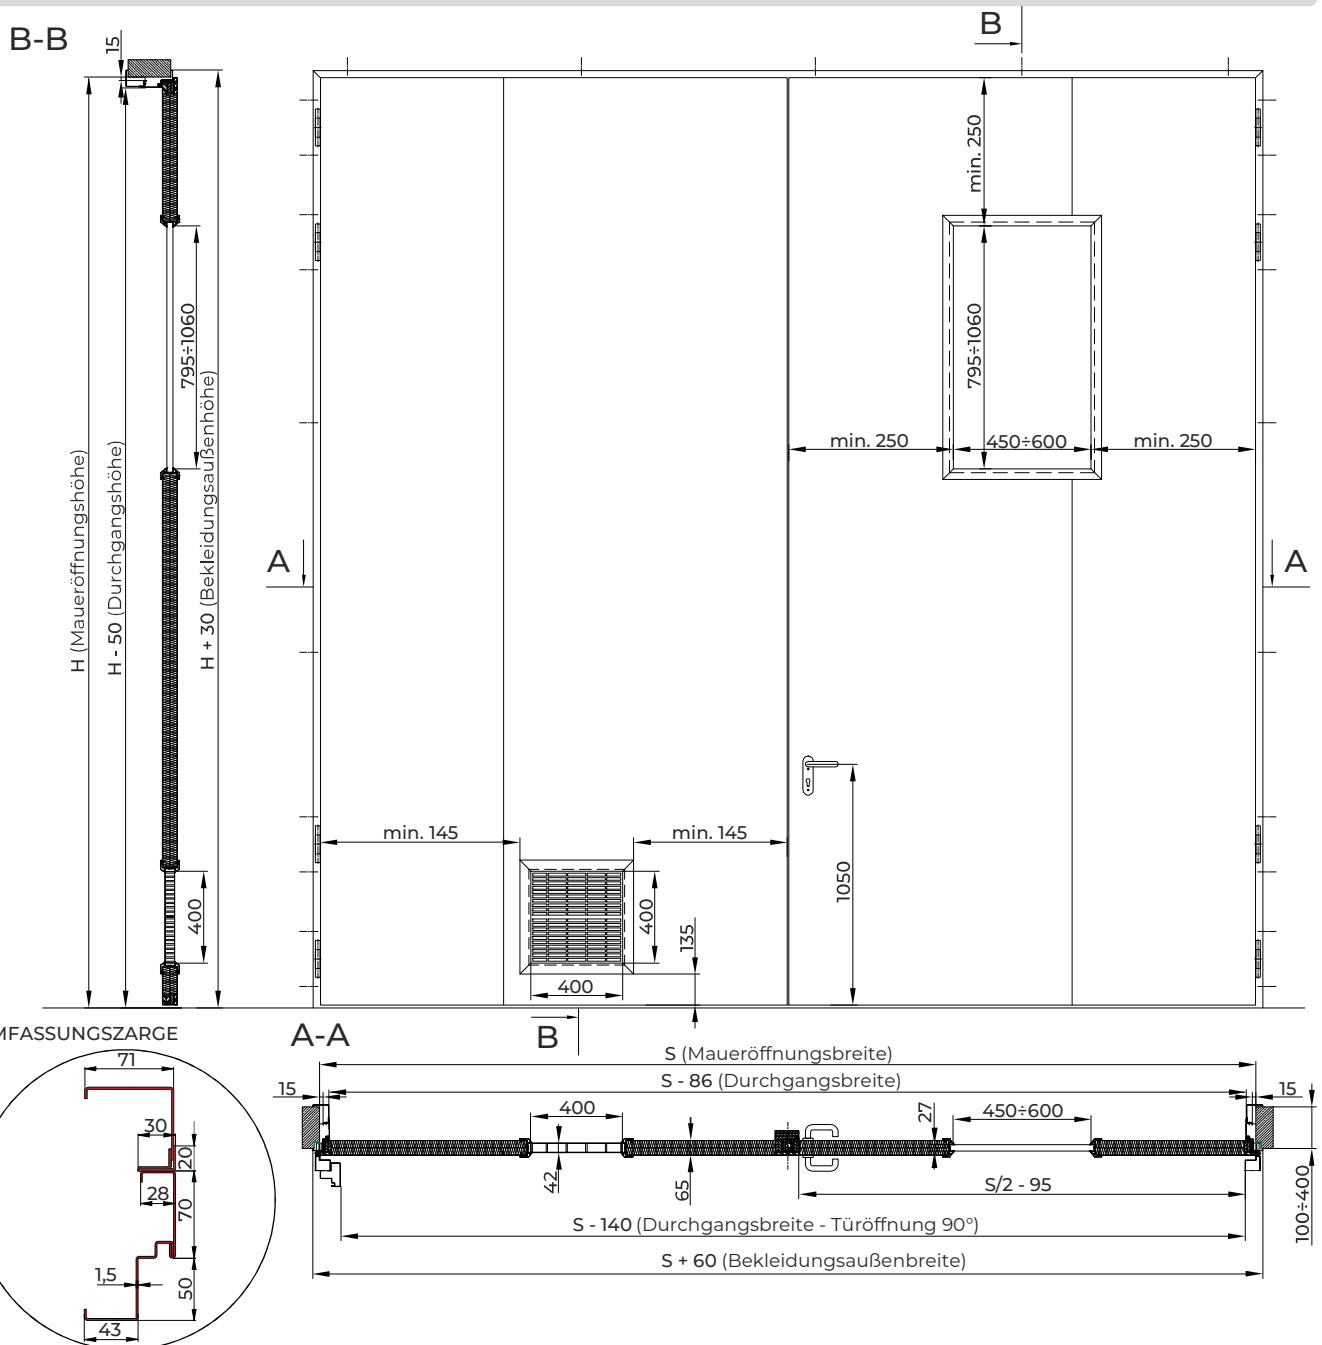 B-B
15
B
min. 250
795÷1060
795÷1060
min. 250
450÷600
min. 250
H (Maueröffnungshöhe)
H - 50 (Durchgangshöhe)
H + 30 (Bekleidungsaußenhöhe)
A
A
min. 145
min. 145
1050
400
400
135
400
MFASSUNGSZARGE
A-A
B
S (Maueröffnungsbreite)
71
S - 86 (Durchgangsbreite)
15
15
400
27
450÷600
30
20
42
65
28
70
S/2 - 95
100÷400
S - 140 (Durchgangsbreite - Türöffnung 90°)
S + 60 (Bekleidungsaußenbreite)
1,5
50
43